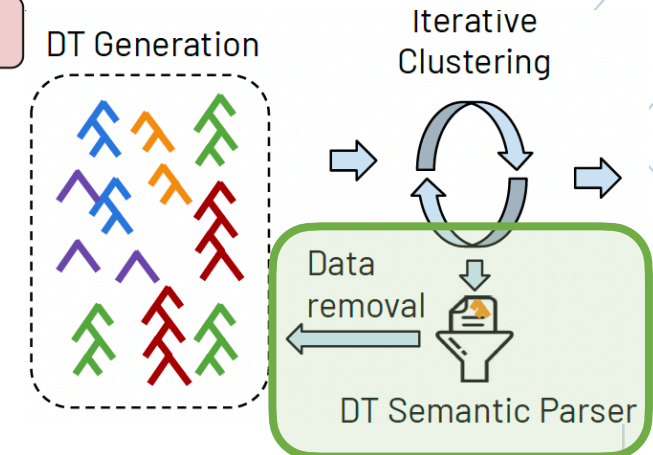 DT Generation
Iterative
Clustering
Data
removal
DT Semantic Parser